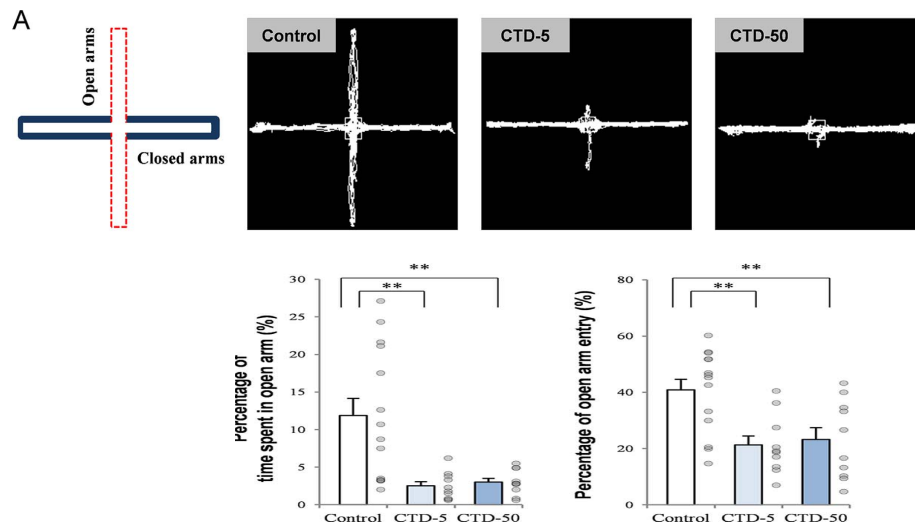 A
Open arms
Closed arms
Control
CTD-5
CTD-50
Percentage of
time spent in open arm (%)
30
25
20
15
10
5
0
**
**
Control
CTD-5
CTD-50
Percentage of open arm entry (%)
80
60
40
20
0
**
**
Control
CTD-5
CTD-50